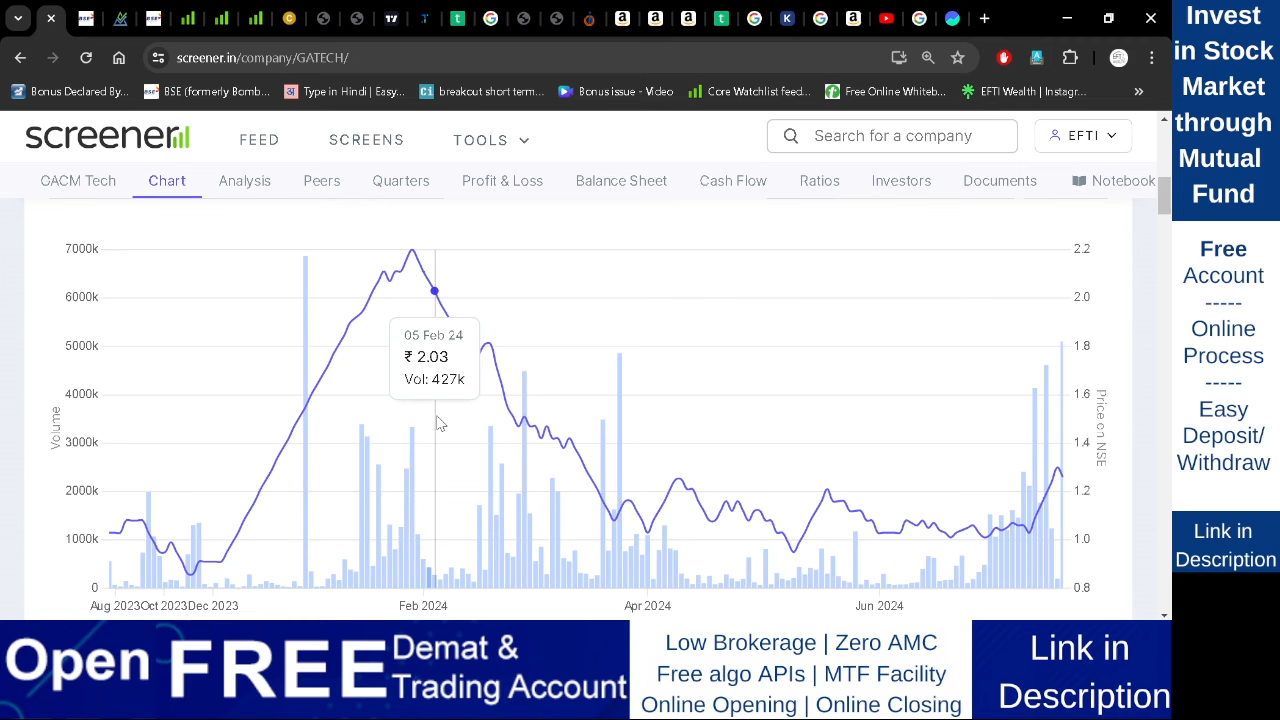 screener.in/company/GATECH/
Bonus Declared By...
BSE (formerly Bomb...
Type in Hindi | Easy...
breakout short term...
Bonus issue - Video
Core Watchlist feed...
Free Online Whiteb...
EFTI Wealth | Instagr...
»
screener
FEED
SCREENS
TOOLS
Search for a company
EFTI
GACM Tech
Chart
Analysis
Peers
Quarters
Profit & Loss
Balance Sheet
Cash Flow
Ratios
Investors
Documents
Notebook
7000k
6000k
5000k
4000k
3000k
2000k
1000k
0
Volume
05 Feb 24
₹ 2.03
Vol: 427k
2.2
2.0
1.8
1.6
1.4
1.2
1.0
0.8
Price on NSE
Aug 2023
Oct 2023
Dec 2023
Feb 2024
Apr 2024
Jun 2024
Invest
in Stock
Market
through
Mutual
Fund
Free
Account
-----
Online
Process
-----
Easy
Deposit/
Withdraw
Link in
Description
Open FREE Demat &
Trading Account
Low Brokerage | Zero AMC
Free algo APIs | MTF Facility
Online Opening | Online Closing
Link in
Description